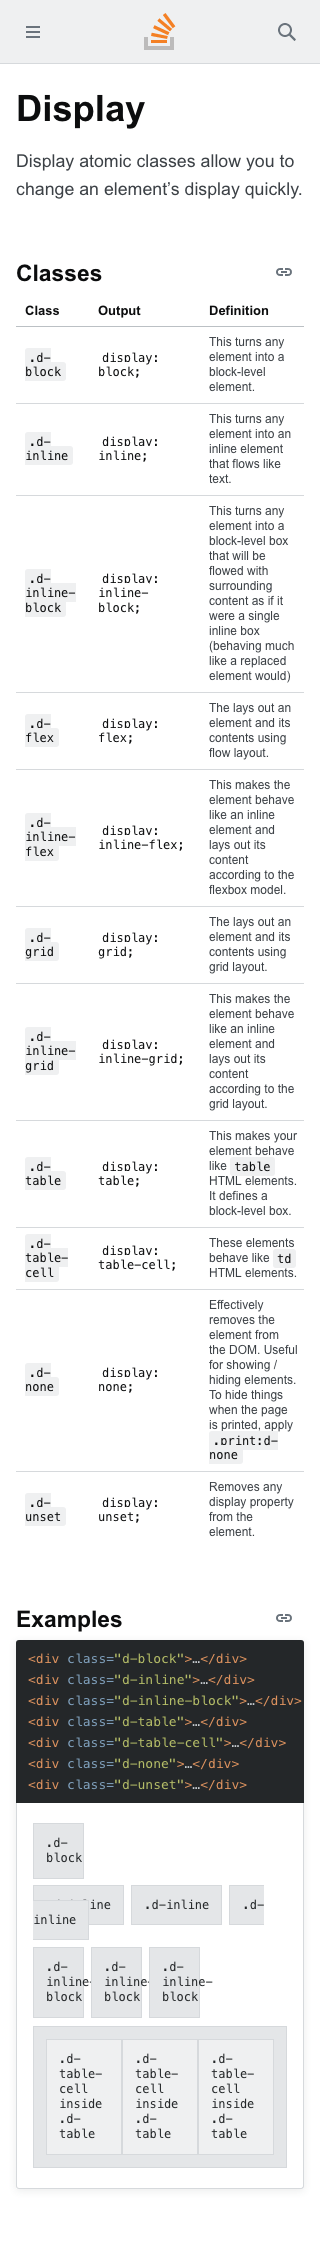 Display
Display atomic classes allow you to
change an element’s display quickly.
Classes
Class Output Definition
.d-
block
display:
block;
This turns any
element into a
block-level
element.
.d-
inline
display:
inline;
This turns any
element into an
inline element
that flows like
text.
.d-
inline-
block
display:
inline-
block;
This turns any
element into a
block-level box
that will be
flowed with
surrounding
content as if it
were a single
inline box
(behaving much
like a replaced
element would)
.d-
flex
display:
flex;
The lays out an
element and its
contents using
flow layout.
.d-
inline-
flex
display:
inline-flex;
This makes the
element behave
like an inline
element and
lays out its
content
according to the
flexbox model.
.d-
grid
display:
grid;
The lays out an
element and its
contents using
grid layout.
.d-
inline-
grid
display:
inline-grid;
This makes the
element behave
like an inline
element and
lays out its
content
according to the
grid layout.
.d-
table
display:
table;
This makes your
element behave
like table
HTML elements.
It defines a
block-level box.
.d-
table-
cell
display:
table-cell;
These elements
behave like td
HTML elements.
.d-
none
display:
none;
Effectively
removes the
element from
the DOM. Useful
for showing /
hiding elements.
To hide things
when the page
is printed, apply
.print:d-
none
.d-
unset
display:
unset;
Removes any
display property
from the
element.
Examples
<div class="d-block">…</div>
<div class="d-inline">…</div>
<div class="d-inline-block">…</div>
<div class="d-table">…</div>
<div class="d-table-cell">…</div>
<div class="d-none">…</div>
<div class="d-unset">…</div>
.d-
block
line .d-inline .d-
inline
.d-
inline-
block
.d-
inline-
block
.d-
inline-
block
.d-
table-
cell
inside
.d-
table
.d-
table-
cell
inside
.d-
table
.d-
table-
cell
inside
.d-
table